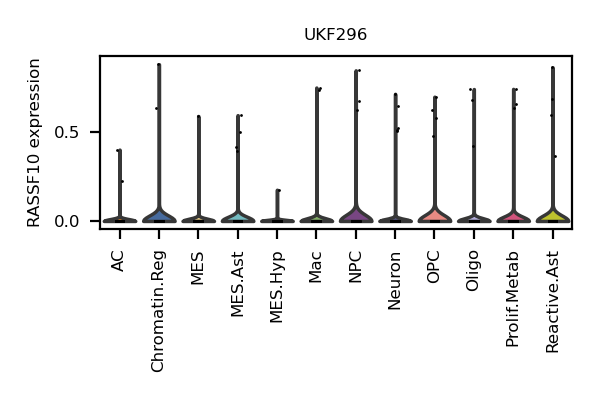 UKF296
RASSF10 expression
0.5
0.0
AC
Chromatin.Reg
MES
MES.Ast
MES.Hyp
Mac
NPC
Neuron
OPC
Oligo
Prolif.Metab
Reactive.Ast